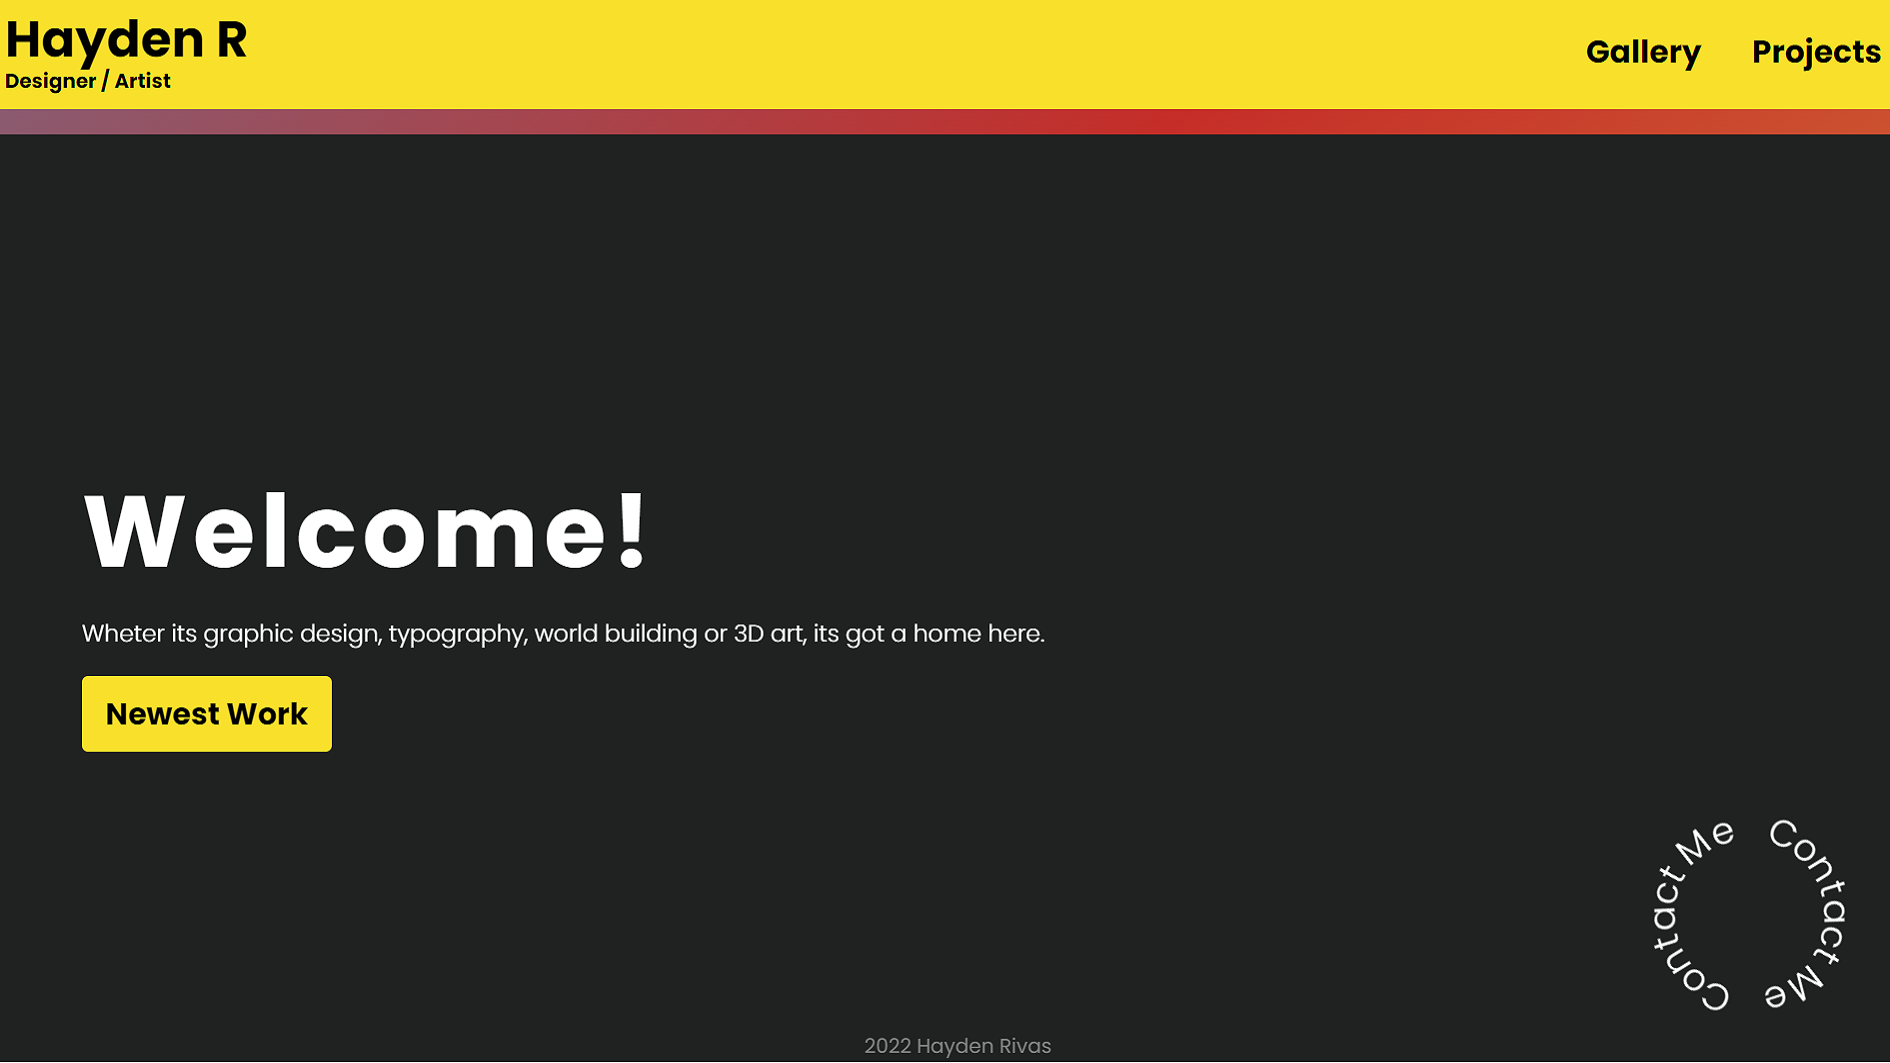 Hayden R
Designer / Artist
Gallery
Projects
Welcome!
Wheter its graphic design, typography, world building or 3D art, its got a home here.
Newest Work
Contact Me
Contact Me
2022 Hayden Rivas